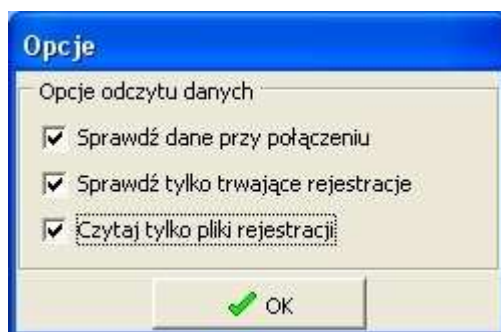 Opcje
Opcje odczytu danych
Sprawdź dane przy połączeniu
Sprawdź tylko trwające rejestracje
Czytaj tylko pliki rejestracji
OK